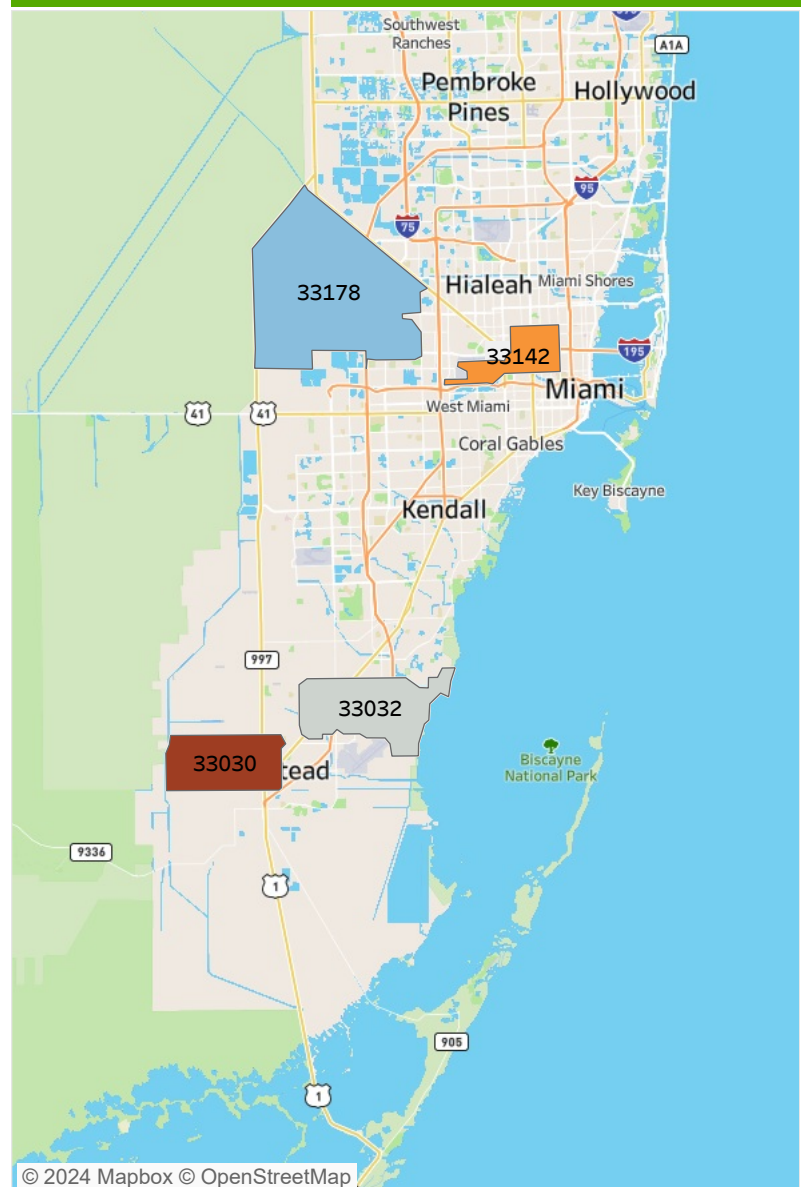 Southwest
Ranches
A1A
Pembroke
Pines
Hollywood
95
75
33178
Hialeah
Miami Shores
33142
195
Miami
West Miami
41
41
Coral Gables
Key Biscayne
Kendall
997
33032
33030
tead
Biscayne
National Park
9336
1
905
1
© 2024 Mapbox © OpenStreetMap